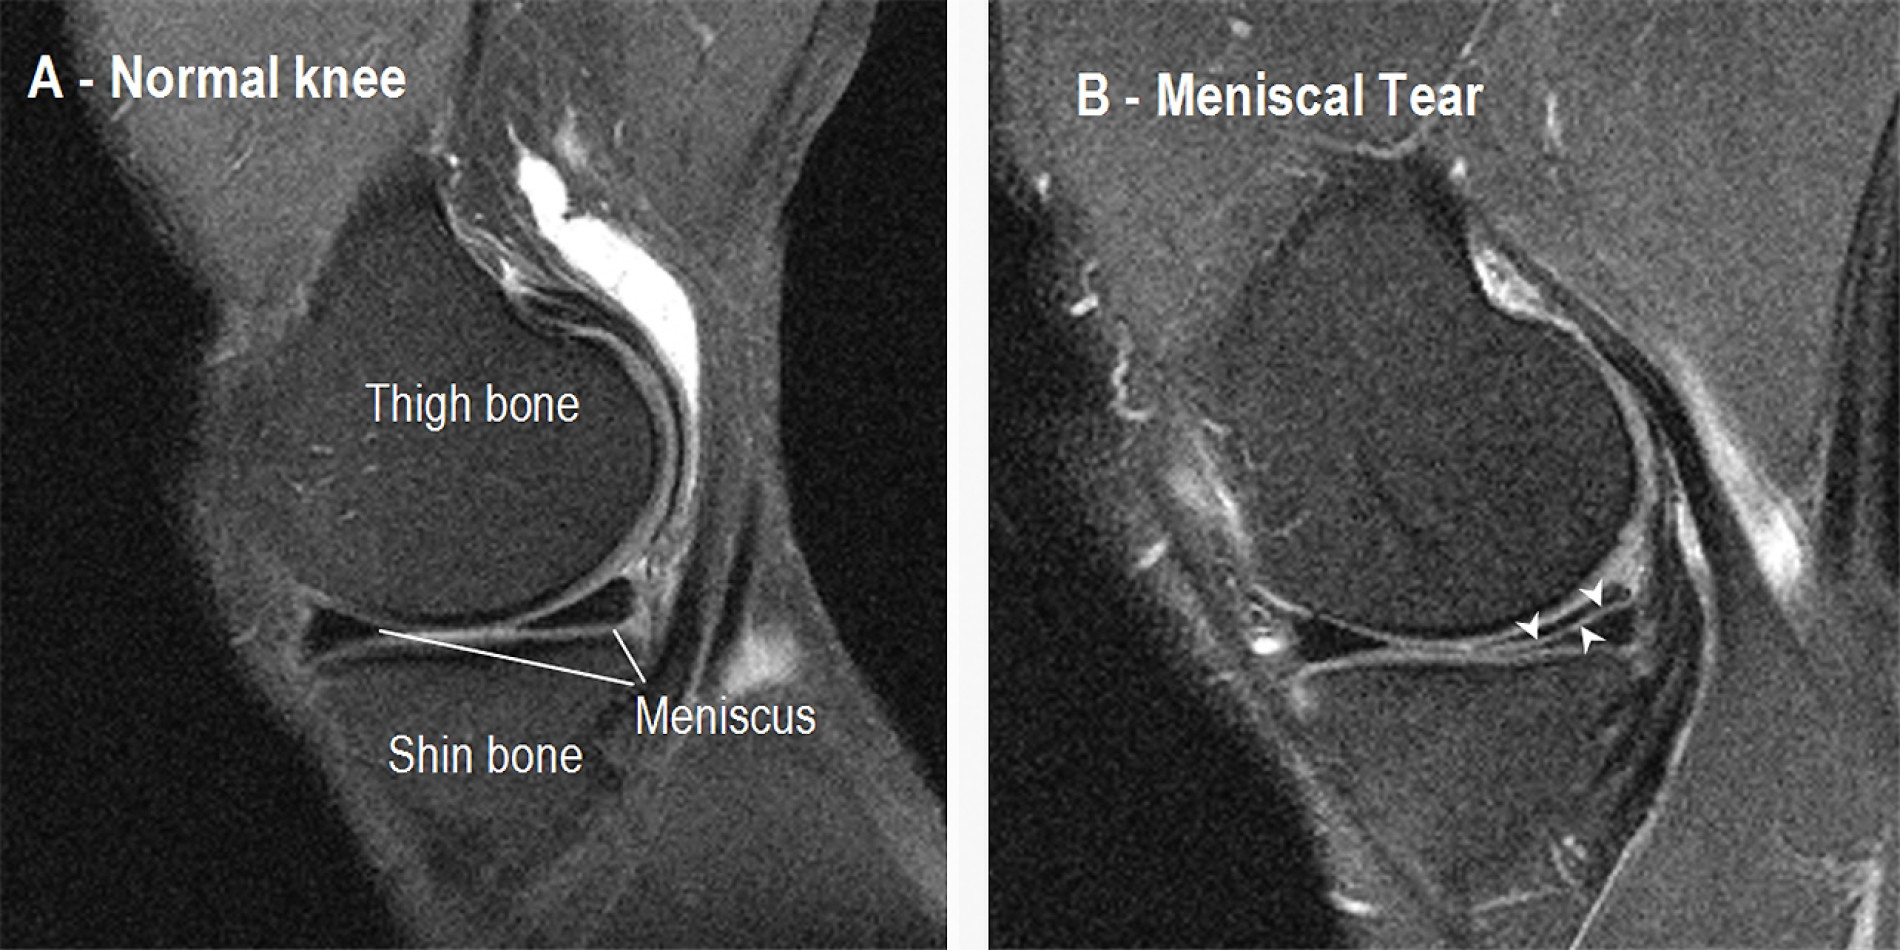 A - Normal knee
B - Meniscal Tear
Thigh bone
Meniscus
Shin bone